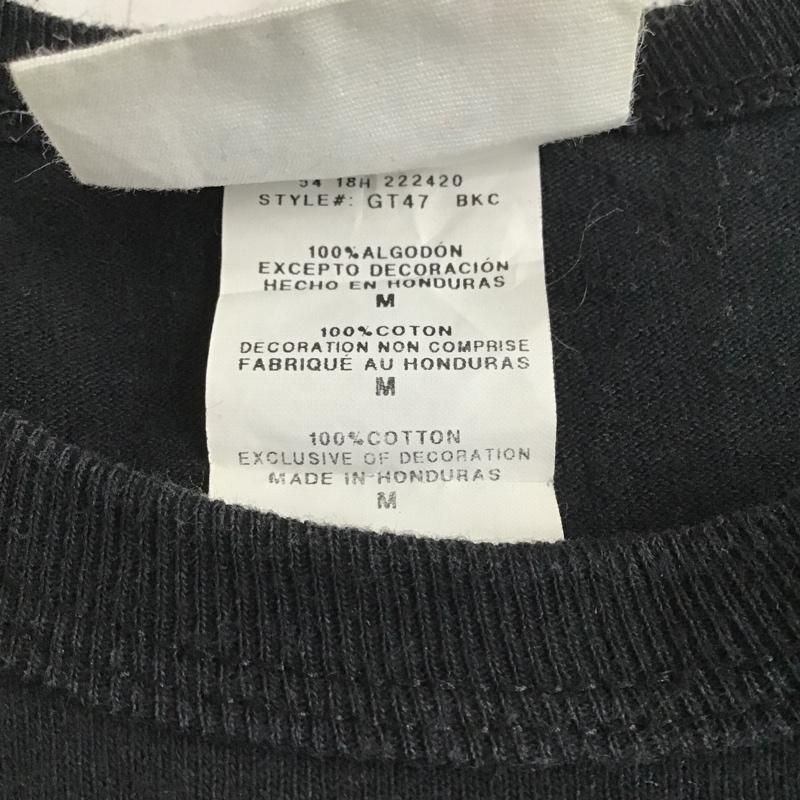 54 18H 222420
STYLE#: GT47 BKC
100%ALGODÓN
EXCEPTO DECORACIÓN
HECHO EN HONDURAS
M
100%COTON
DECORATION NON COMPRISE
FABRIQUÉ AU HONDURAS
M
100%COTTON
EXCLUSIVE OF DECORATION
MADE IN HONDURAS
M